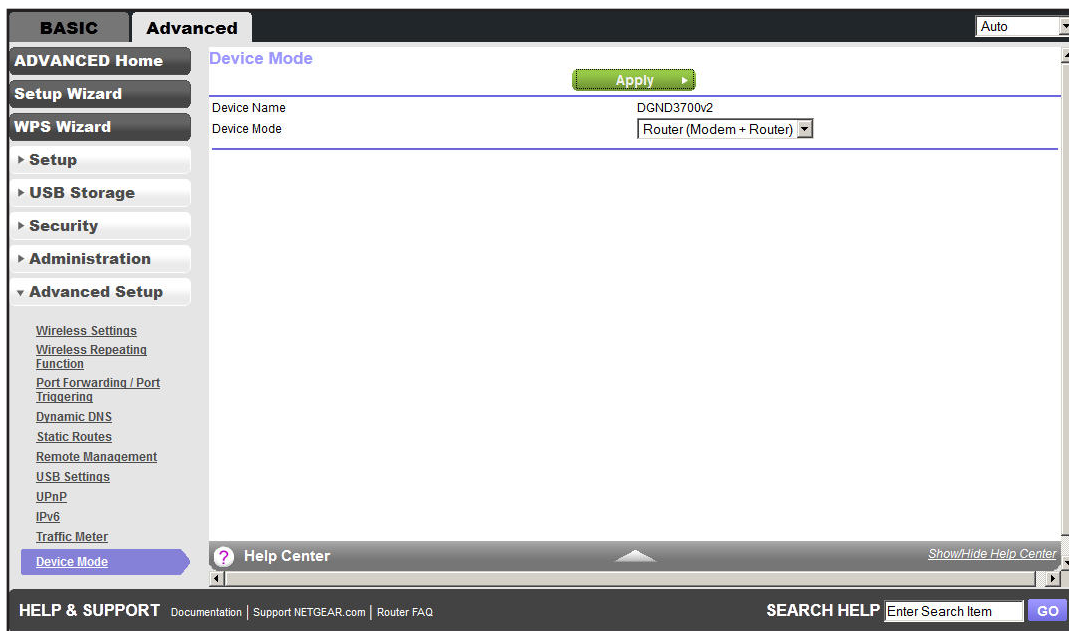 BASIC
Advanced
Auto
ADVANCED Home
Setup Wizard
WPS Wizard
Setup
USB Storage
Security
Administration
Advanced Setup
Wireless Settings
Wireless Repeating
Function
Port Forwarding / Port
Triggering
Dynamic DNS
Static Routes
Remote Management
USB Settings
UPnP
IPv6
Traffic Meter
Device Mode
Device Mode
Apply
Device Name DGND3700v2
Device Mode Router (Modem + Router)
? Help Center
Show/Hide Help Center
HELP & SUPPORT Documentation | Support NETGEAR.com | Router FAQ
SEARCH HELP Enter Search Item GO